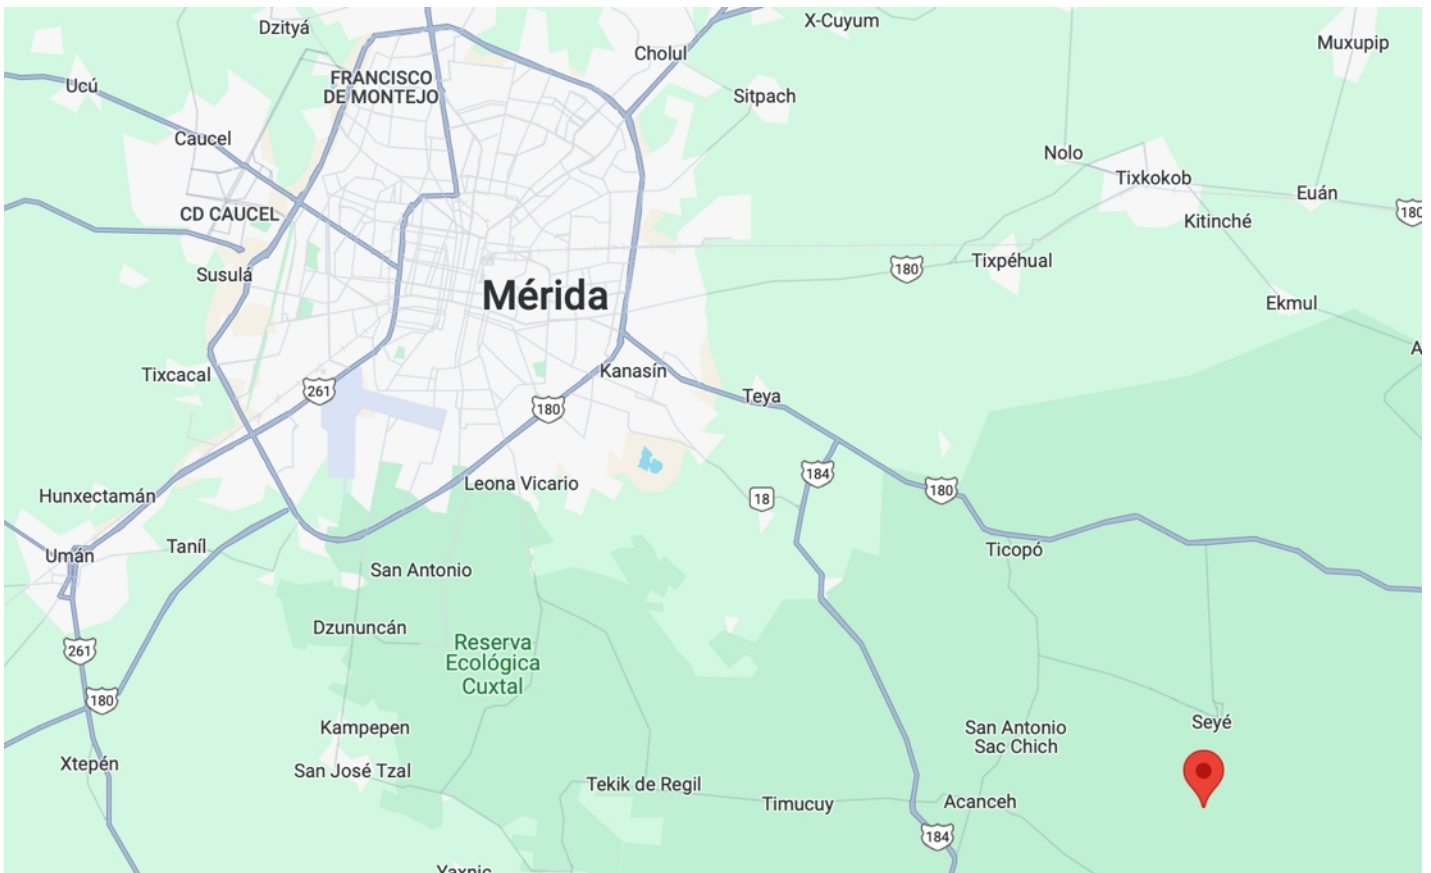 Dzityá
X-Cuyum
Muxupip
Cholul
FRANCISCO
DE MONTEJO
Ucú
Sitpach
Caucel
Nolo
Tixkokob
Euán
CD CAUCEL
Kitinché
180
Susulá
Tixpéhual
180
Mérida
Ekmul
A
Tixcacal
Kanasín
261
Teya
180
Leona Vicario
184
18
180
Hunxectamán
Taníl
Umán
Ticopó
San Antonio
Dzununcán
Reserva
Ecológica
Cuxtal
261
180
Kampepen
San Antonio
Sac Chich
Seyé
Xtepén
San José Tzal
Tekik de Regil
Timucuy
Acanceh
184
Yaxnic